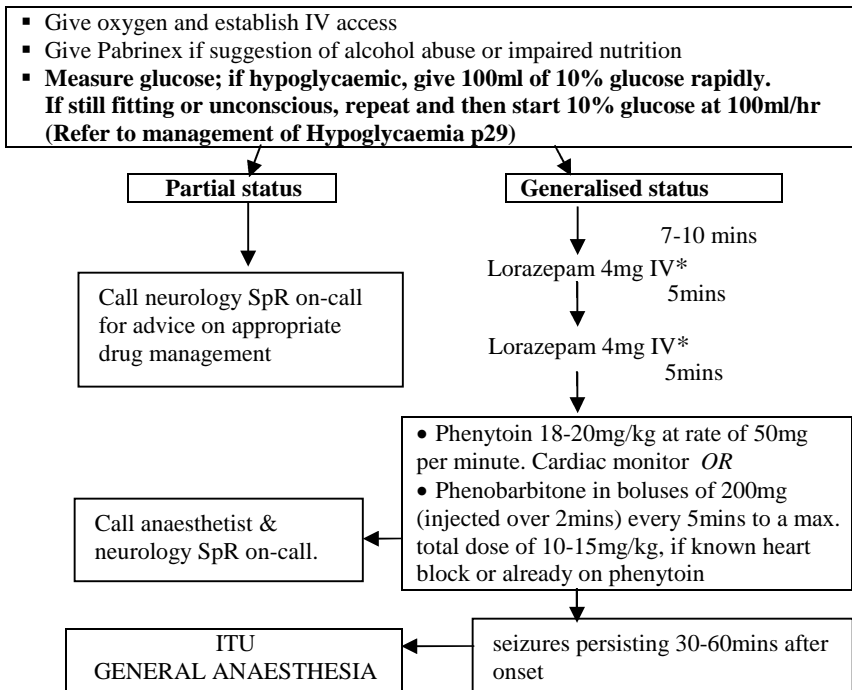 ▪ Give oxygen and establish IV access
▪ Give Pabrinex if suggestion of alcohol abuse or impaired nutrition
▪ Measure glucose; if hypoglycaemic, give 100ml of 10% glucose rapidly.
If still fitting or unconscious, repeat and then start 10% glucose at 100ml/hr
(Refer to management of Hypoglycaemia p29)
Partial status
Generalised status
7-10 mins
Lorazepam 4mg IV*
5mins
Call neurology SpR on-call
for advice on appropriate
drug management
Lorazepam 4mg IV*
5mins
• Phenytoin 18-20mg/kg at rate of 50mg
per minute. Cardiac monitor OR
• Phenobarbitone in boluses of 200mg
(injected over 2mins) every 5mins to a max.
total dose of 10-15mg/kg, if known heart
block or already on phenytoin
Call anaesthetist &
neurology SpR on-call.
seizures persisting 30-60mins after
onset
ITU
GENERAL ANAESTHESIA